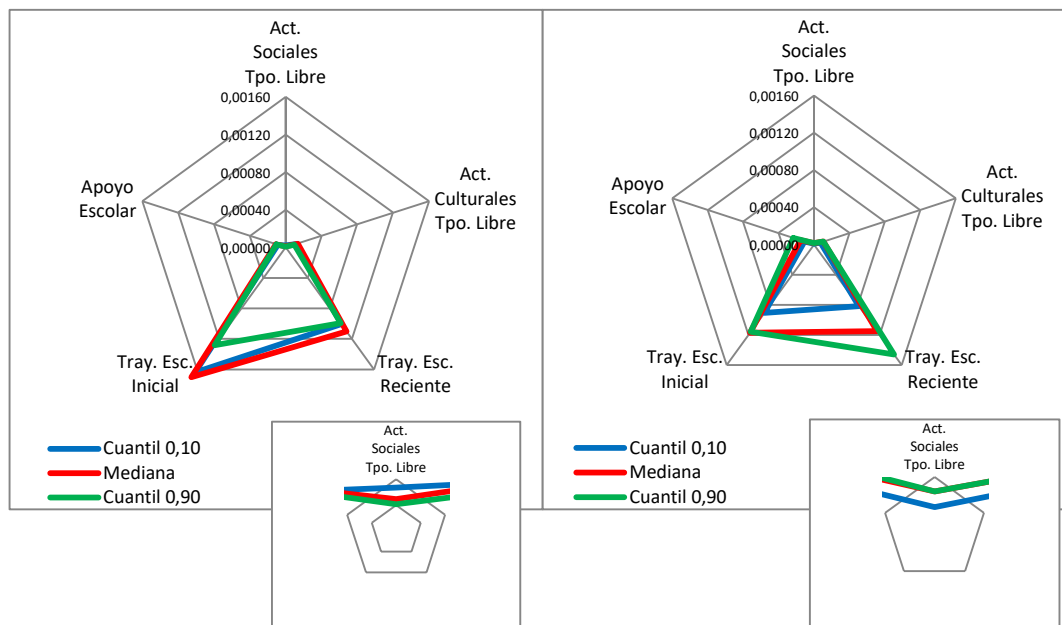 Act.
Sociales
Tpo. Libre
0,00160
0,00120
0,00080
0,00040
0,00000
Apoyo
Escolar
Act.
Culturales
Tpo. Libre
Tray. Esc.
Inicial
Tray. Esc.
Reciente
Cuantil 0,10
Mediana
Cuantil 0,90
Act.
Sociales
Tpo. Libre
Act.
Sociales
Tpo. Libre
0,00160
0,00120
0,00080
0,00040
0,00000
Apoyo
Escolar
Act.
Culturales
Tpo. Libre
Tray. Esc.
Inicial
Tray. Esc.
Reciente
Cuantil 0,10
Mediana
Cuantil 0,90
Act.
Sociales
Tpo. Libre